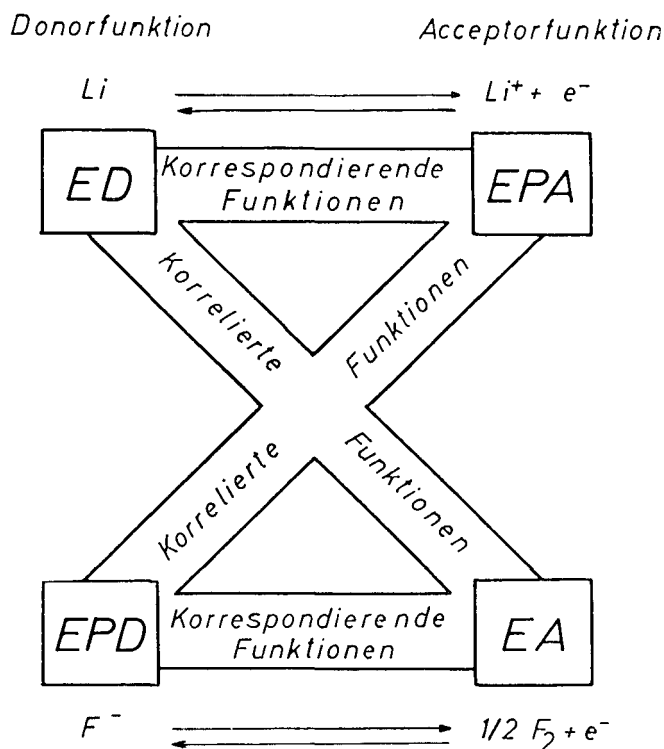 Donorfunktion Acceptorfunktion
Li Li⁺ + e⁻
ED Korrespondierende Funktionen EPA
Korrelierte Funktionen
Korrelierte Funktionen
EPD Korrespondierende Funktionen EA
F⁻ 1/2 F₂ + e⁻